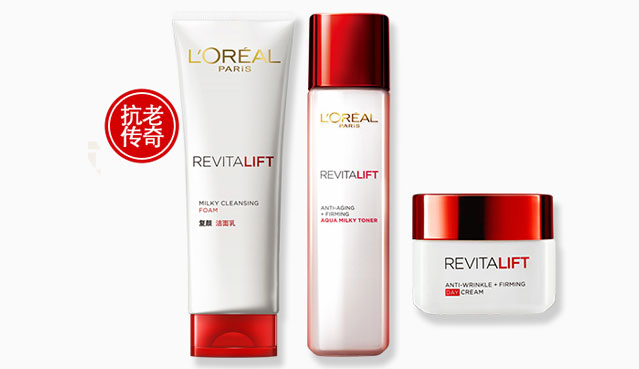 抗老
传奇
L'ORÉAL
PARIS
REVITALIFT
MILKY CLEANSING
FOAM
复颜 洁面乳
L'ORÉAL
PARIS
REVITALIFT
ANTI-AGING
+ FIRMING
AQUA MILKY TONER
REVITALIFT
ANTI-WRINKLE + FIRMING
DAY CREAM